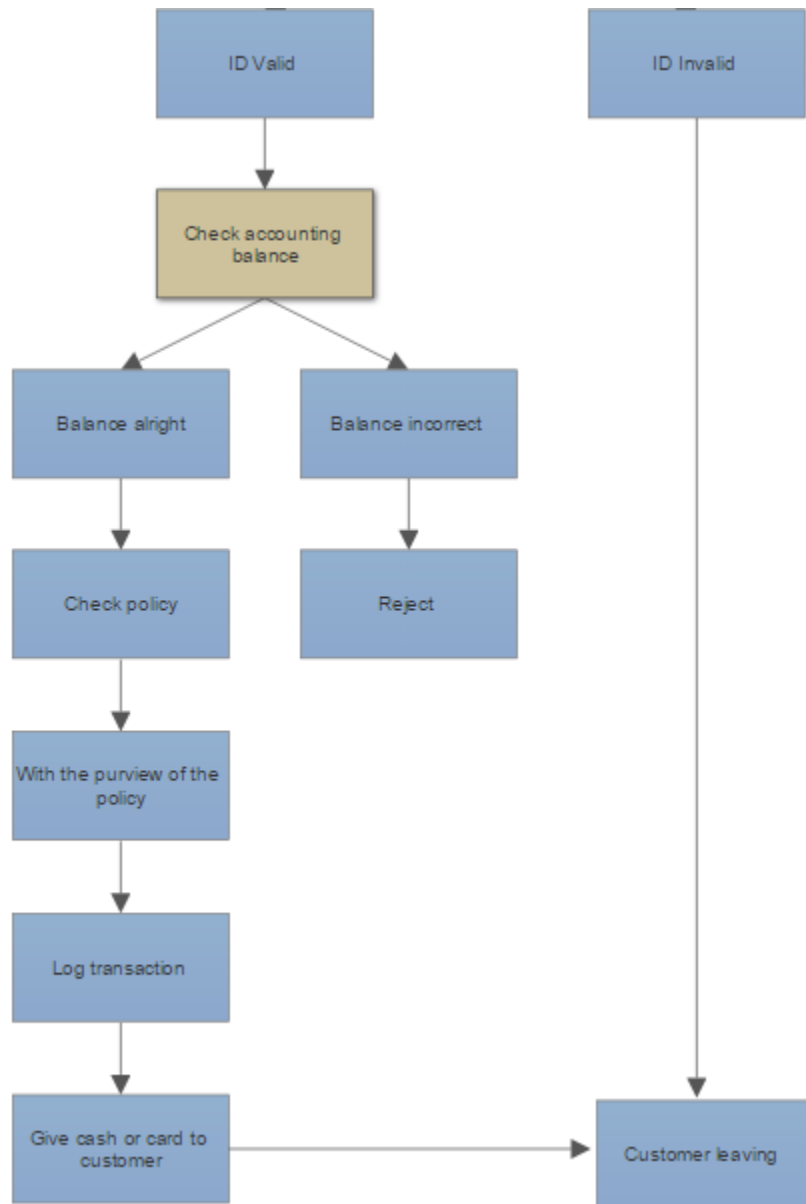 ID Valid
ID Invalid
Check accounting
balance
Balance alright
Balance incorrect
Check policy
Reject
With the purview of the
policy
Log transaction
Give cash or card to
customer
Customer leaving